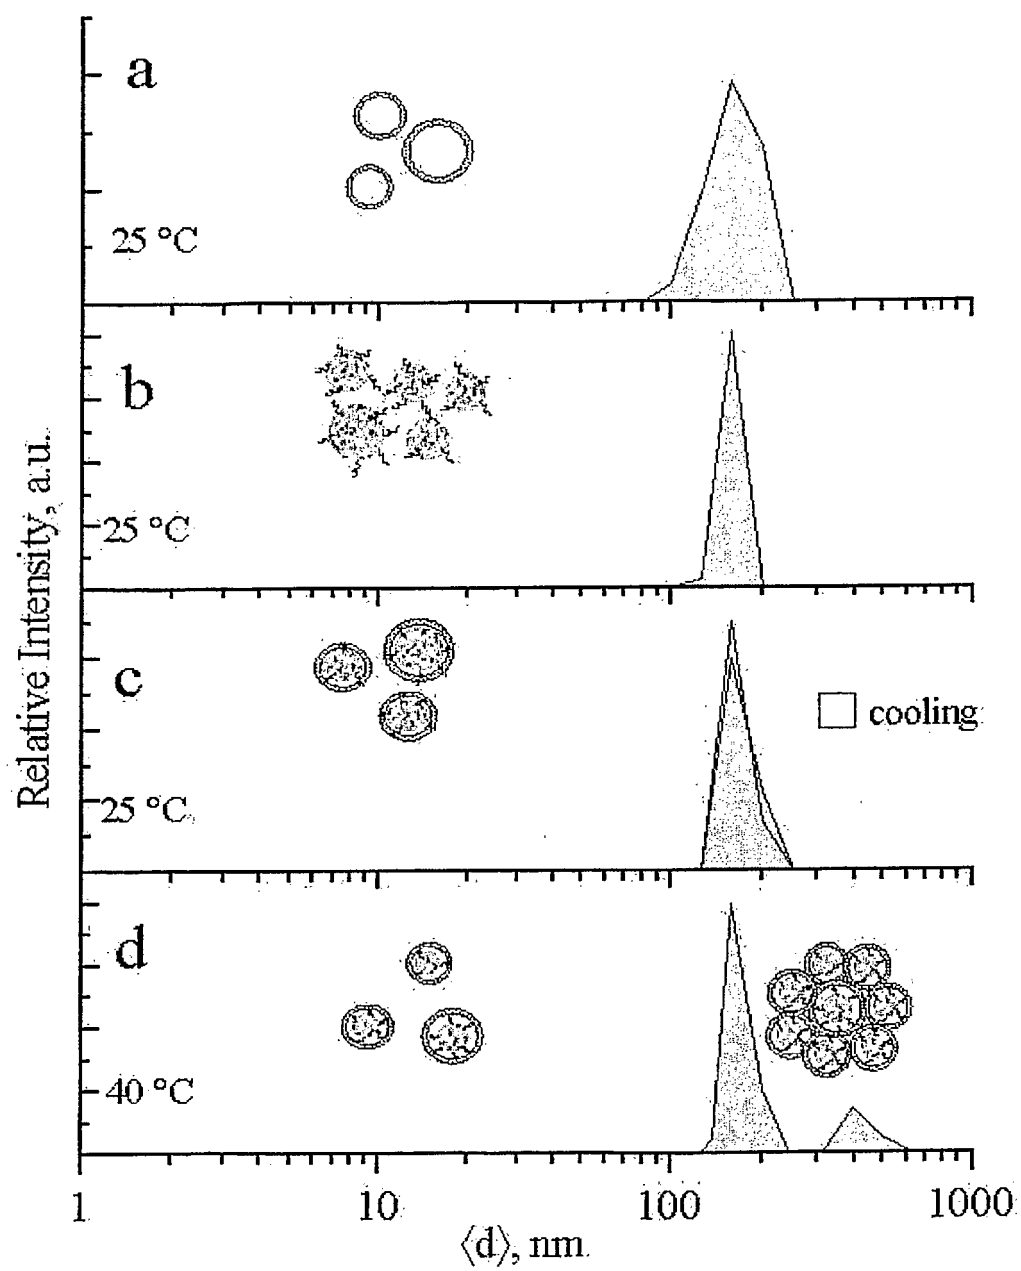 a
25 °C
b
25 °C
c
cooling
25 °C
d
40 °C
Relative Intensity, a.u.
1 10 100 1000
⟨d⟩, nm